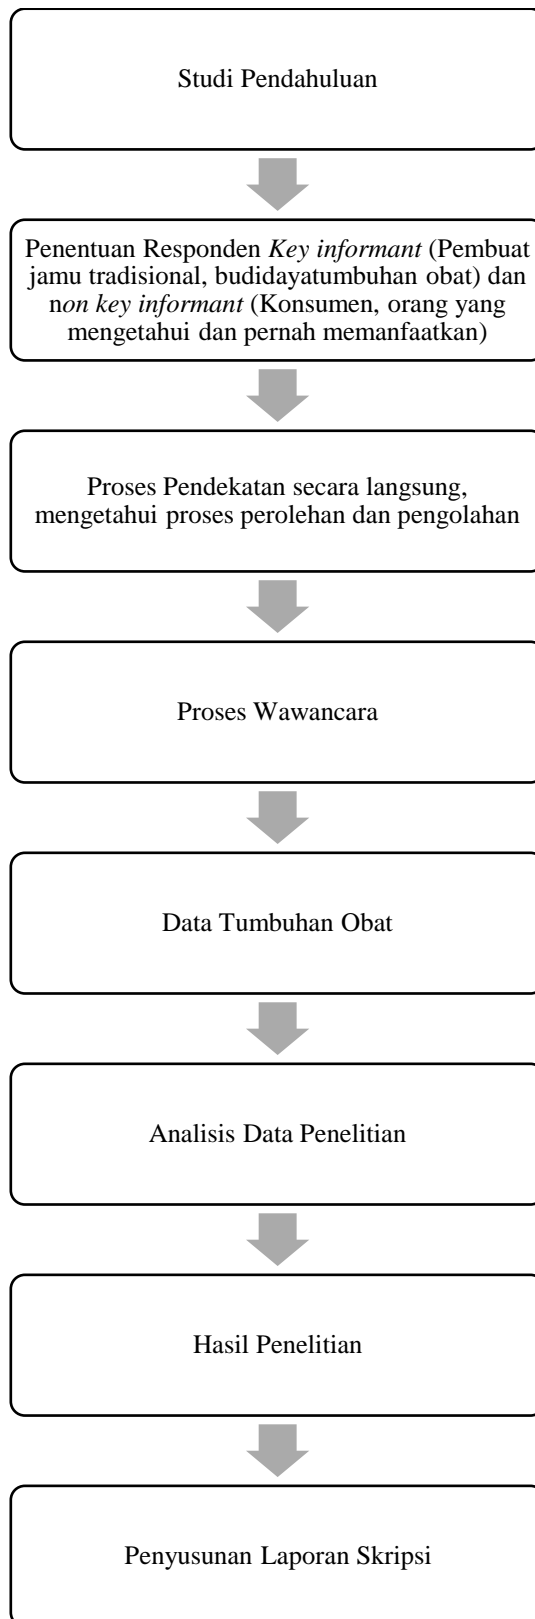 Studi Pendahuluan
Penentuan Responden Key informant (Pembuat
jamu tradisional, budidayatumbuhan obat) dan
non key informant (Konsumen, orang yang
mengetahui dan pernah memanfaatkan)
Proses Pendekatan secara langsung,
mengetahui proses perolehan dan pengolahan
Proses Wawancara
Data Tumbuhan Obat
Analisis Data Penelitian
Hasil Penelitian
Penyusunan Laporan Skripsi